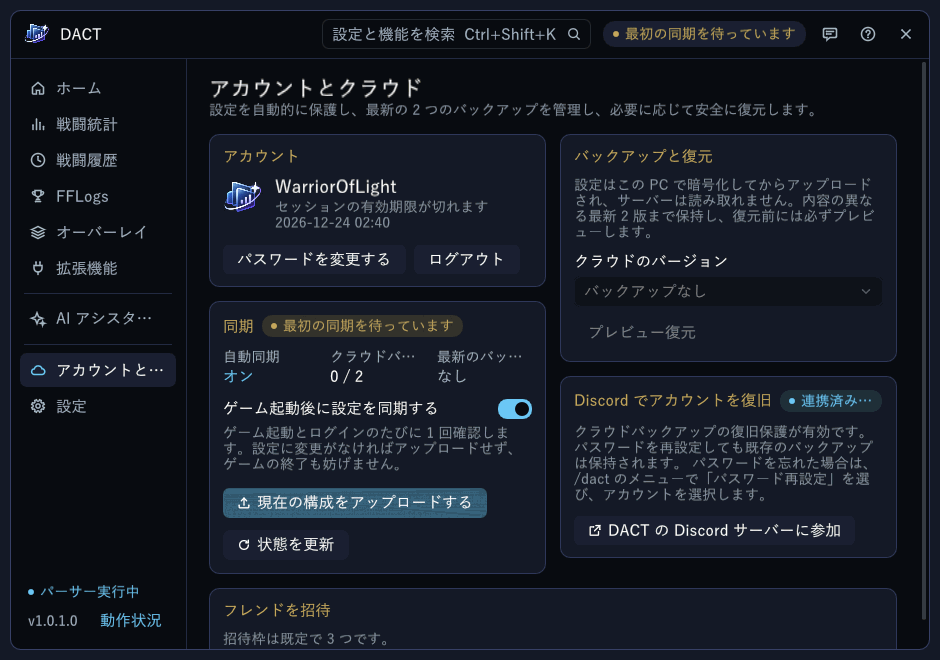 DACT
設定と機能を検索 Ctrl+Shift+K
最初の同期を待っています
ホーム
戦闘統計
戦闘履歴
FFLogs
オーバーレイ
拡張機能
AI アシスタ…
アカウントと…
設定
パーサー実行中
v1.0.1.0 動作状況
アカウントとクラウド
設定を自動的に保護し、最新の 2 つのバックアップを管理し、必要に応じて安全に復元します。
アカウント
WarriorOfLight
セッションの有効期限が切れます
2026-12-24 02:40
パスワードを変更する ログアウト
同期 最初の同期を待っています
自動同期 クラウドバ… 最新のバッ…
オン 0 / 2 なし
ゲーム起動後に設定を同期する
ゲーム起動とログインのたびに 1 回確認しま
す。設定に変更がなければアップロードせず、
ゲームの終了も妨げません。
現在の構成をアップロードする
状態を更新
バックアップと復元
設定はこの PC で暗号化してからアップロード
され、サーバーは読み取れません。内容の異な
る最新 2 版まで保持し、復元前には必ずプレビ
ューします。
クラウドのバージョン
バックアップなし
プレビュー復元
Discord でアカウントを復旧 連携済み…
クラウドバックアップの復旧保護が有効です。
パスワードを再設定しても既存のバックアップ
は保持されます。 パスワードを忘れた場合は、
/dact のメニューで「パスワード再設定」を選
び、アカウントを選択します。
DACT の Discord サーバーに参加
フレンドを招待
招待枠は既定で 3 つです。